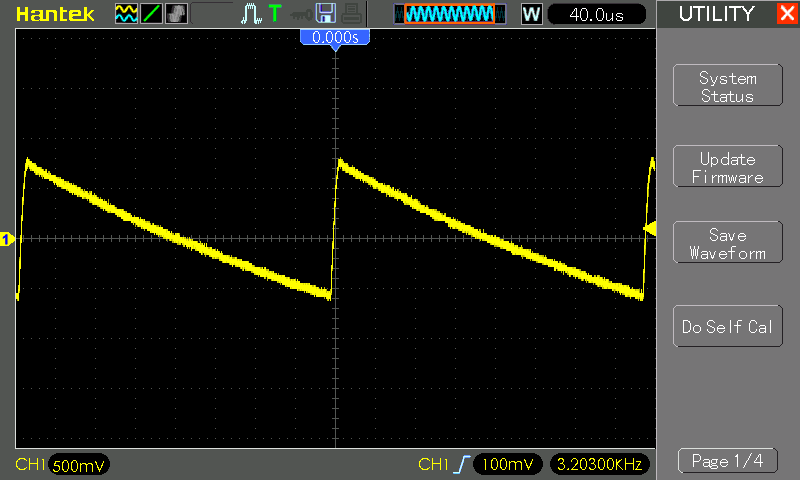 Hantek
T
W
40.0us
UTILITY
X
0.000s
System
Status
Update
Firmware
1
Save
Waveform
Do Self Cal
CH1 500mV
CH1 100mV 3.20300KHz
Page 1/4